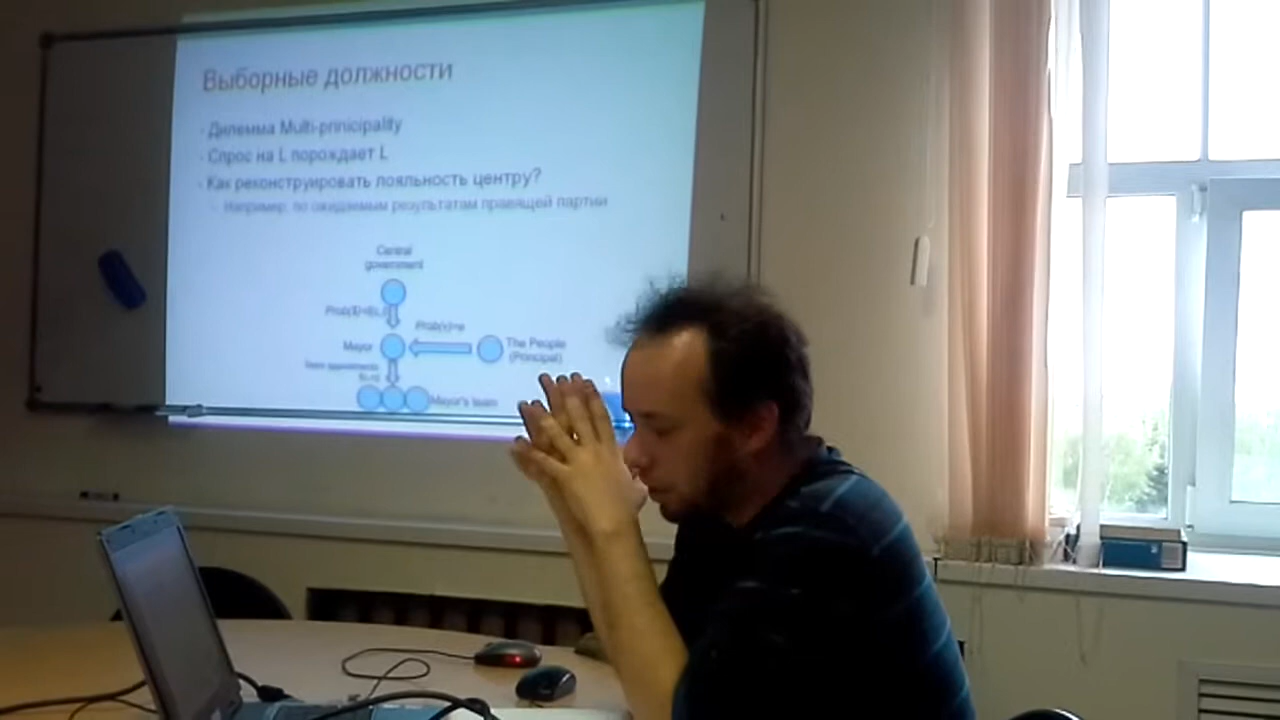 Выборные должности
- Дилемма Multi-prinicipality
- Спрос на L порождает L
- Как реконструировать лояльность центру?
- Например, по ожидаемым результатам правящей партии
Central
government
Mayor
The People
(Principal)
Mayor's team